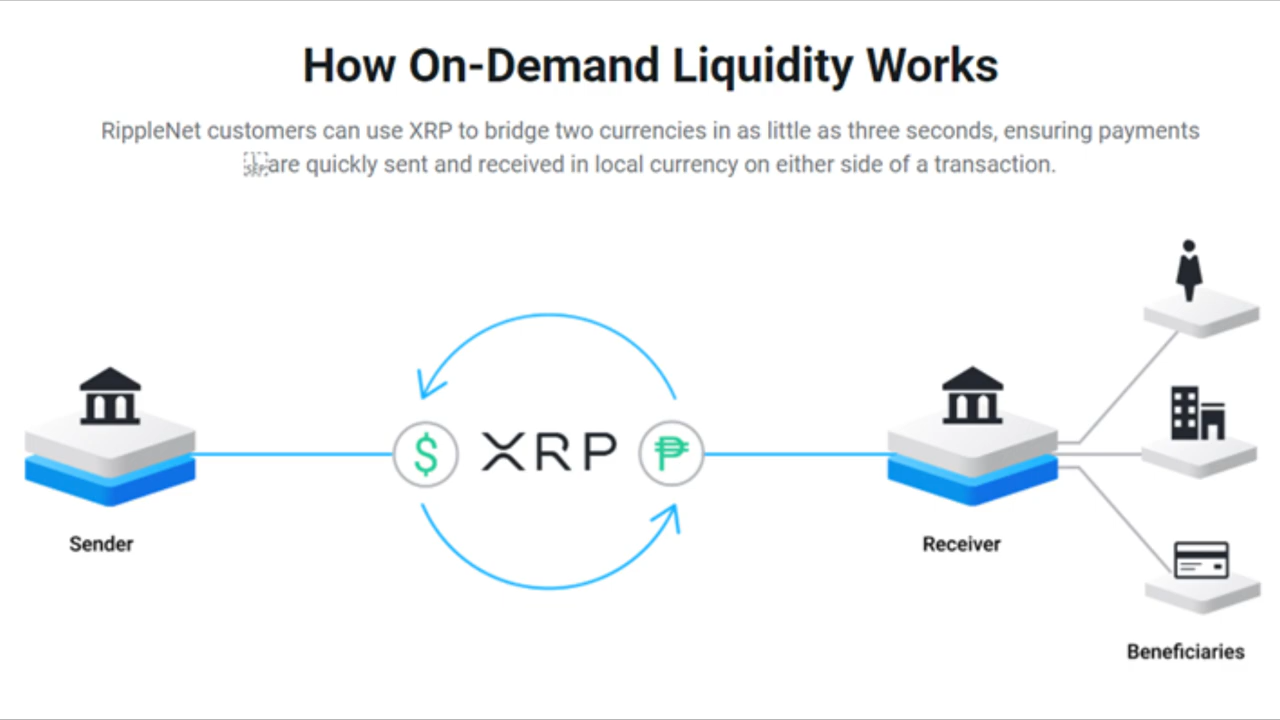 How On-Demand Liquidity Works
RippleNet customers can use XRP to bridge two currencies in as little as three seconds, ensuring payments
are quickly sent and received in local currency on either side of a transaction.
$ XRP ₱
Sender
Receiver
Beneficiaries